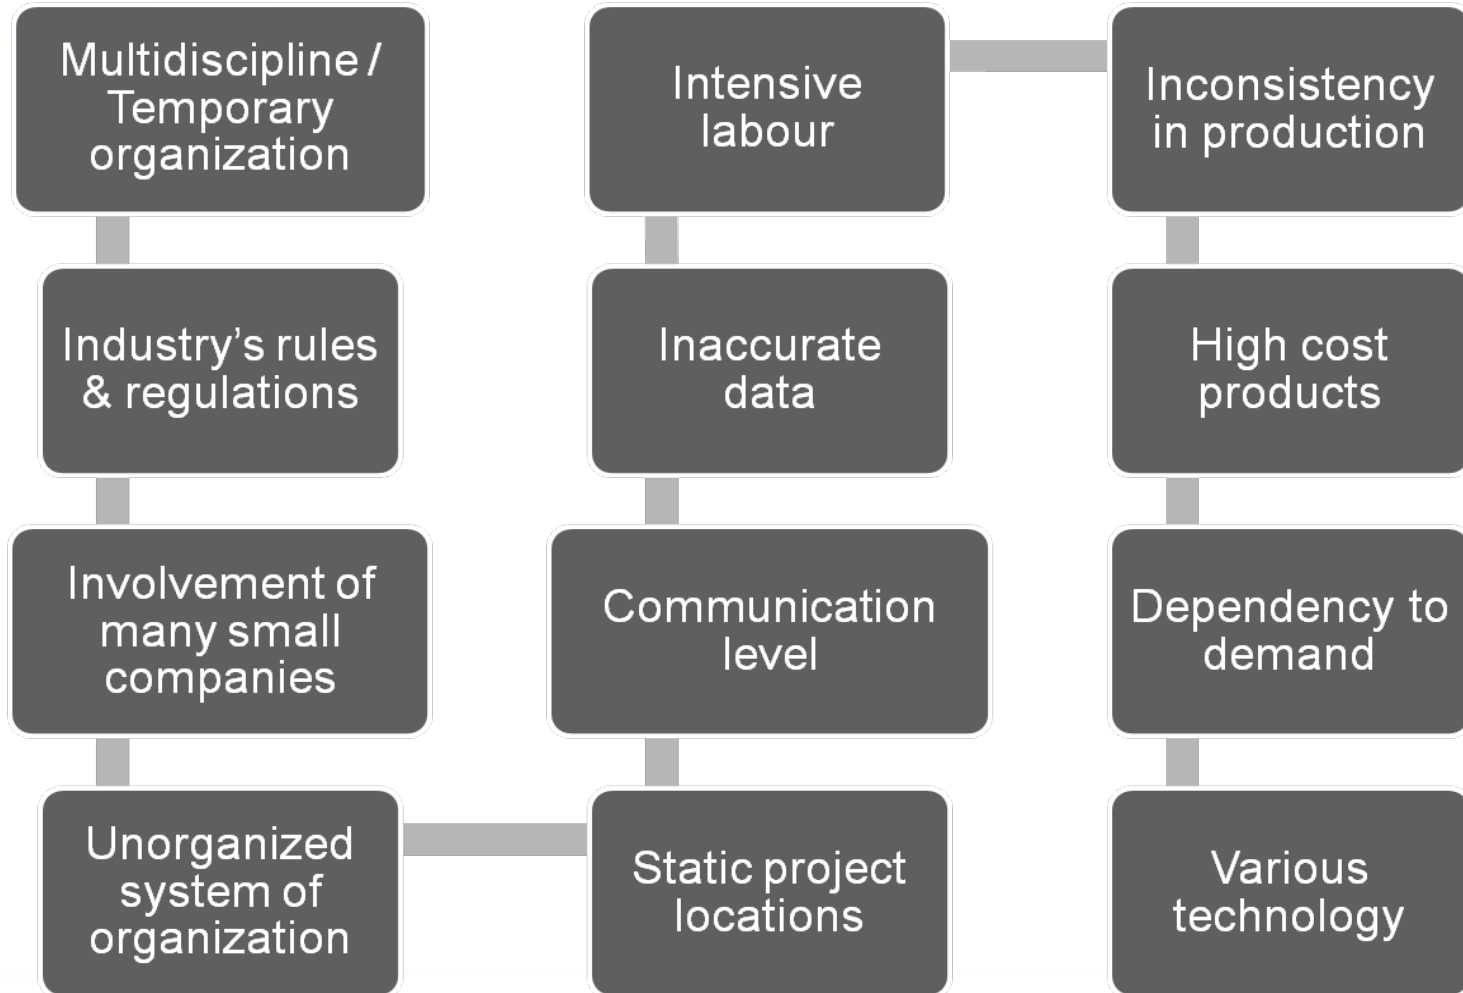 Multidiscipline /
Temporary
organization
Industry’s rules
& regulations
Involvement of
many small
companies
Unorganized
system of
organization
Static project
locations
Communication
level
Inaccurate
data
Intensive
labour
Inconsistency
in production
High cost
products
Dependency to
demand
Various
technology